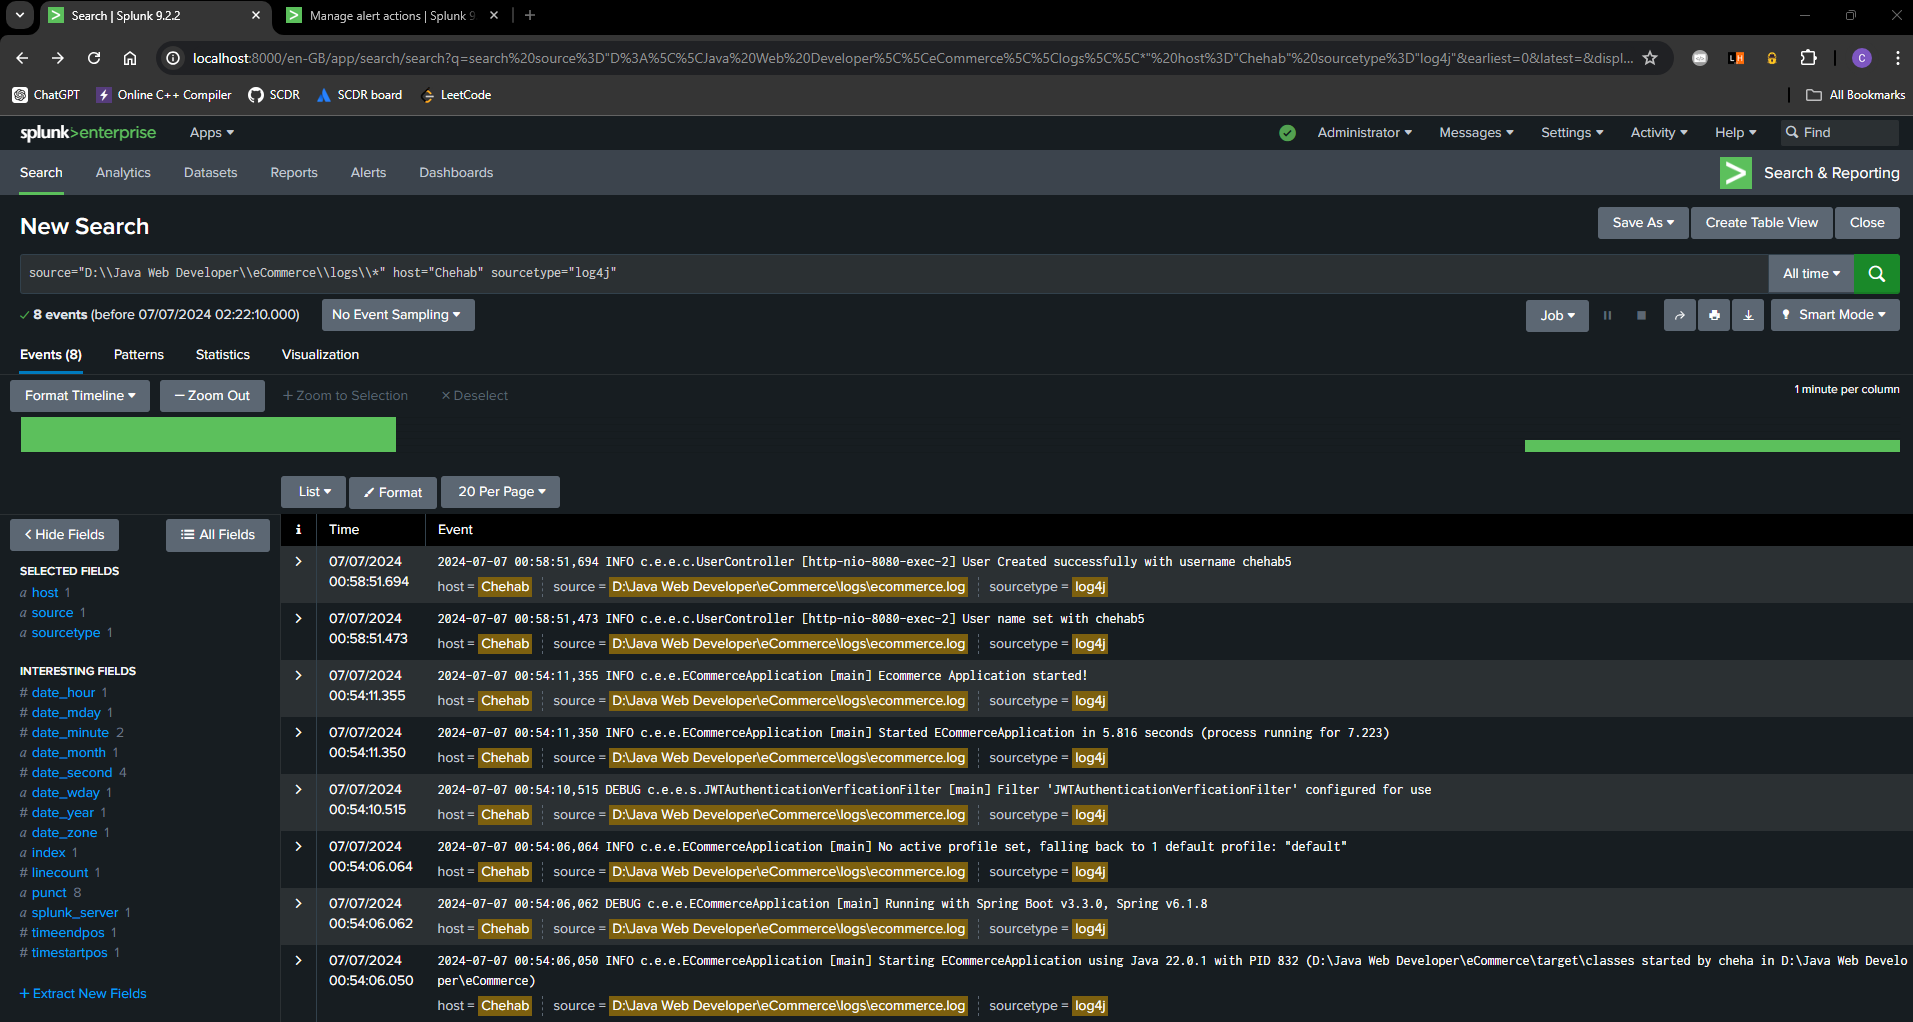 Search | Splunk 9.2.2
Manage alert actions | Splunk 9
localhost:8000/en-GB/app/search/search?q=search%20source%3D"D%3A%5C%5CJava%20Web%20Developer%5C%5CeCommerce%5C%5Clogs%5C%5C*"%20host%3D"Chehab"%20sourcetype%3D"log4j"&earliest=0&latest=&displ...
C
ChatGPT Online C++ Compiler SCDR SCDR board LeetCode All Bookmarks
splunk>enterprise Apps Administrator Messages Settings Activity Help Find
Search Analytics Datasets Reports Alerts Dashboards Search & Reporting
New Search Save As Create Table View Close
source="D:\\Java Web Developer\\eCommerce\\logs\\*" host="Chehab" sourcetype="log4j" All time
8 events (before 07/07/2024 02:22:10.000) No Event Sampling Job Smart Mode
Events (8) Patterns Statistics Visualization
Format Timeline — Zoom Out + Zoom to Selection × Deselect 1 minute per column
List Format 20 Per Page
< Hide Fields All Fields
SELECTED FIELDS
a host 1
a source 1
a sourcetype 1
INTERESTING FIELDS
# date_hour 1
# date_mday 1
# date_minute 2
a date_month 1
# date_second 4
a date_wday 1
# date_year 1
a date_zone 1
a index 1
# linecount 1
a punct 8
a splunk_server 1
# timeendpos 1
# timestartpos 1
+ Extract New Fields
i Time Event
07/07/2024 00:58:51.694
2024-07-07 00:58:51,694 INFO c.e.e.c.UserController [http-nio-8080-exec-2] User Created successfully with username chehab5
host = Chehab source = D:\Java Web Developer\eCommerce\logs\ecommerce.log sourcetype = log4j
07/07/2024 00:58:51.473
2024-07-07 00:58:51,473 INFO c.e.e.c.UserController [http-nio-8080-exec-2] User name set with chehab5
host = Chehab source = D:\Java Web Developer\eCommerce\logs\ecommerce.log sourcetype = log4j
07/07/2024 00:54:11.355
2024-07-07 00:54:11,355 INFO c.e.e.ECommerceApplication [main] Ecommerce Application started!
host = Chehab source = D:\Java Web Developer\eCommerce\logs\ecommerce.log sourcetype = log4j
07/07/2024 00:54:11.350
2024-07-07 00:54:11,350 INFO c.e.e.ECommerceApplication [main] Started ECommerceApplication in 5.816 seconds (process running for 7.223)
host = Chehab source = D:\Java Web Developer\eCommerce\logs\ecommerce.log sourcetype = log4j
07/07/2024 00:54:10.515
2024-07-07 00:54:10,515 DEBUG c.e.e.s.JWTAuthenticationVerficationFilter [main] Filter 'JWTAuthenticationVerficationFilter' configured for use
host = Chehab source = D:\Java Web Developer\eCommerce\logs\ecommerce.log sourcetype = log4j
07/07/2024 00:54:06.064
2024-07-07 00:54:06,064 INFO c.e.e.ECommerceApplication [main] No active profile set, falling back to 1 default profile: "default"
host = Chehab source = D:\Java Web Developer\eCommerce\logs\ecommerce.log sourcetype = log4j
07/07/2024 00:54:06.062
2024-07-07 00:54:06,062 DEBUG c.e.e.ECommerceApplication [main] Running with Spring Boot v3.3.0, Spring v6.1.8
host = Chehab source = D:\Java Web Developer\eCommerce\logs\ecommerce.log sourcetype = log4j
07/07/2024 00:54:06.050
2024-07-07 00:54:06,050 INFO c.e.e.ECommerceApplication [main] Starting ECommerceApplication using Java 22.0.1 with PID 832 (D:\Java Web Developer\eCommerce\target\classes started by cheha in D:\Java Web Develo
per\eCommerce)
host = Chehab source = D:\Java Web Developer\eCommerce\logs\ecommerce.log sourcetype = log4j